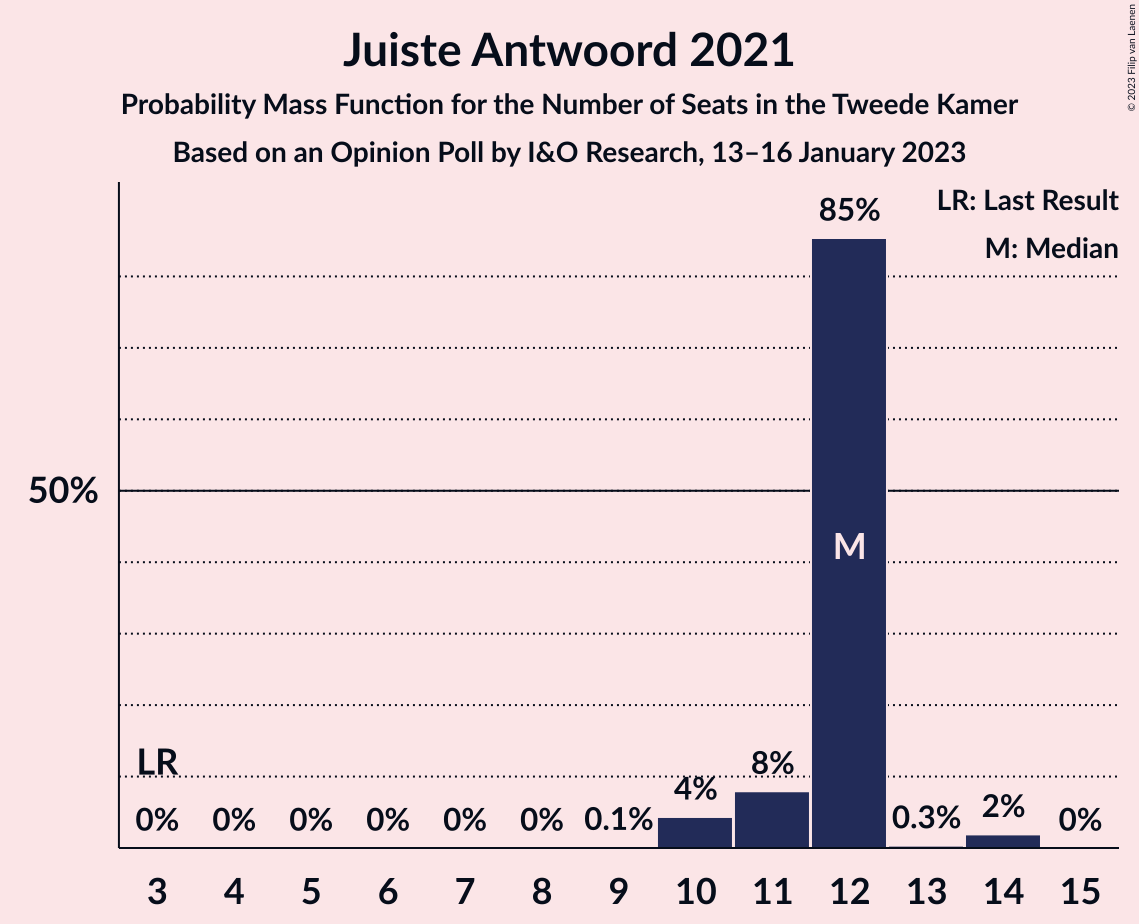 Juiste Antwoord 2021
Probability Mass Function for the Number of Seats in the Tweede Kamer
Based on an Opinion Poll by I&O Research, 13–16 January 2023
© 2023 Filip van Laenen
LR: Last Result
M: Median
85%
50%
M
LR
0% 0% 0% 0% 0% 0% 0.1% 4% 8% 0.3% 2% 0%
3 4 5 6 7 8 9 10 11 12 13 14 15